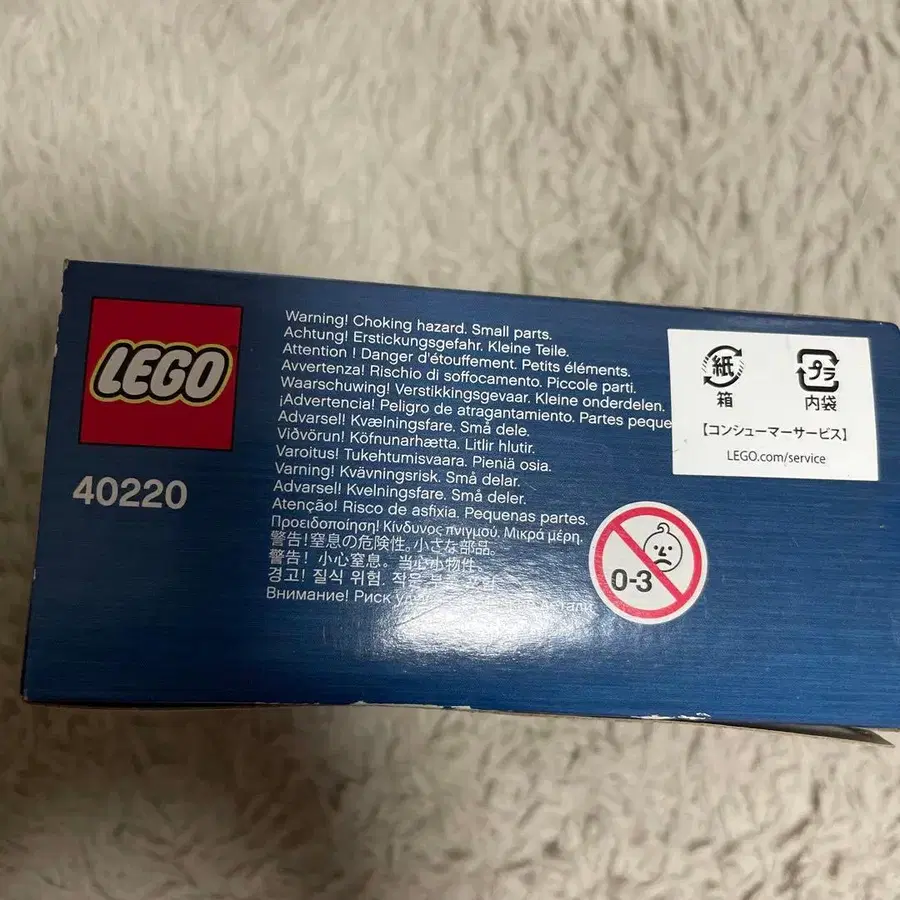 LEGO
40220
Warning! Choking hazard. Small parts.
Achtung! Erstickungsgefahr. Kleine Teile.
Attention ! Danger d'étouffement. Petits éléments.
Avvertenza! Rischio di soffocamento. Piccole parti.
Waarschuwing! Verstikkingsgevaar. Kleine onderdelen.
¡Advertencia! Peligro de atragantamiento. Partes peque
Advarsel! Kvælningsfare. Små dele.
Viðvörun! Köfnunarhætta. Litlir hlutir.
Varoitus! Tukehtumisvaara. Pieniä osia.
Varning! Kvävningsrisk. Små delar.
Advarsel! Kvelningsfare. Små deler.
Atenção! Risco de asfixia. Pequenas partes.
Προειδοποίηση! Κίνδυνος πνιγμού. Μικρά μέρη.
警告!窒息の危険性。小さな部品。
警告! 小心窒息。当心小物件。
경고! 질식 위험. 작은
Внимание! Риск детали
0-3
紙 プラ
箱 内袋
【コンシューマーサービス】
LEGO.com/service